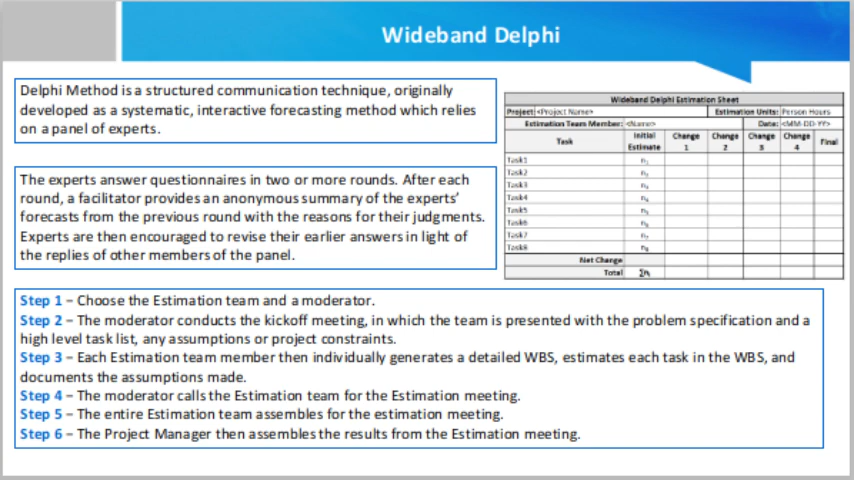 Wideband Delphi
Delphi Method is a structured communication technique, originally
developed as a systematic, interactive forecasting method which relies
on a panel of experts.
The experts answer questionnaires in two or more rounds. After each
round, a facilitator provides an anonymous summary of the experts'
forecasts from the previous round with the reasons for their judgments.
Experts are then encouraged to revise their earlier answers in light of
the replies of other members of the panel.
Wideband Delphi Estimation Sheet
Project: <Project Name> Estimation Units: Person Hours
Estimation Team Member: <Name> Date: <MM-DD-YY>
Task Initial Estimate Change 1 Change 2 Change 3 Change 4 Final
Task1 n₁
Task2 n₂
Task3 n₃
Task4 n₄
Task5 n₅
Task6 n₆
Task7 n₇
Task8 n₈
Net Change
Total
Step 1 – Choose the Estimation team and a moderator.
Step 2 – The moderator conducts the kickoff meeting, in which the team is presented with the problem specification and a
high level task list, any assumptions or project constraints.
Step 3 – Each Estimation team member then individually generates a detailed WBS, estimates each task in the WBS, and
documents the assumptions made.
Step 4 – The moderator calls the Estimation team for the Estimation meeting.
Step 5 – The entire Estimation team assembles for the estimation meeting.
Step 6 – The Project Manager then assembles the results from the Estimation meeting.